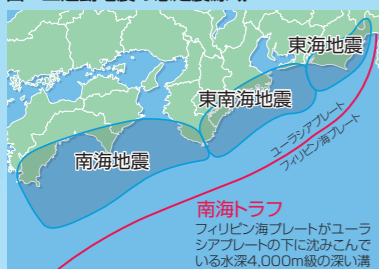 東海地震
東南海地震
南海地震
ユーラシアプレート
フィリピン海プレート
南海トラフ
フィリピン海プレートがユーラ
シアプレートの下に沈みこんで
いる水深4,000m級の深い溝